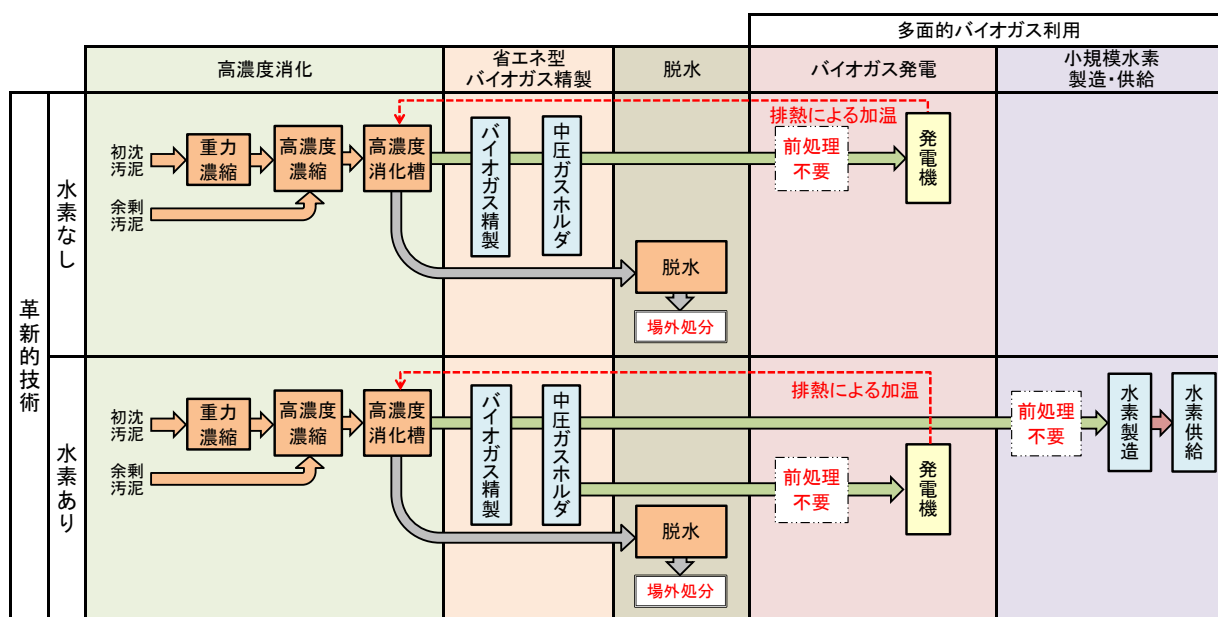 多面的バイオガス利用
高濃度消化
省エネ型
バイオガス精製
脱水
バイオガス発電
小規模水素
製造・供給
革新的技術
水素なし
初沈
汚泥
余剰
汚泥
重力
濃縮
高濃度
濃縮
高濃度
消化槽
バイオガス精製
中圧ガスホルダ
排熱による加温
前処理
不要
発電機
脱水
場外処分
水素あり
初沈
汚泥
余剰
汚泥
重力
濃縮
高濃度
濃縮
高濃度
消化槽
バイオガス精製
中圧ガスホルダ
排熱による加温
前処理
不要
水素製造
水素供給
前処理
不要
発電機
脱水
場外処分